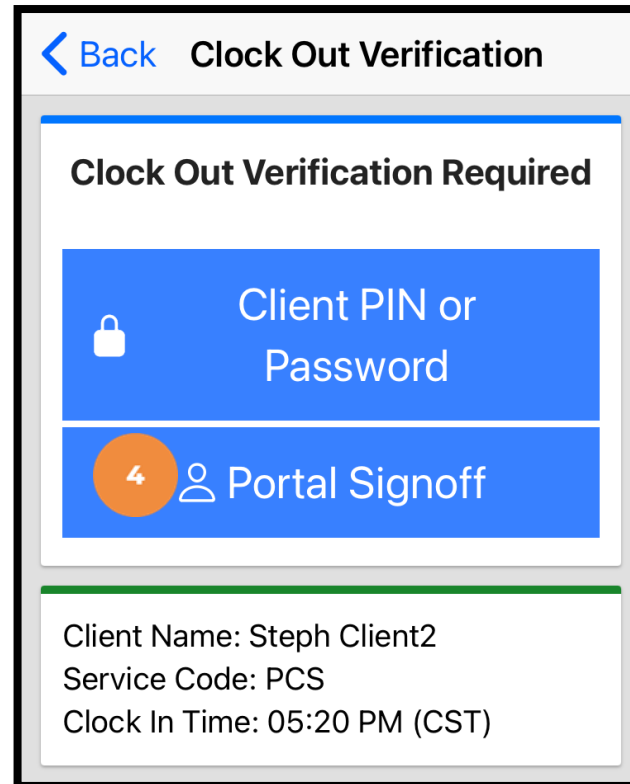 Back Clock Out Verification
Clock Out Verification Required
Client PIN or
Password
4 Portal Signoff
Client Name: Steph Client2
Service Code: PCS
Clock In Time: 05:20 PM (CST)